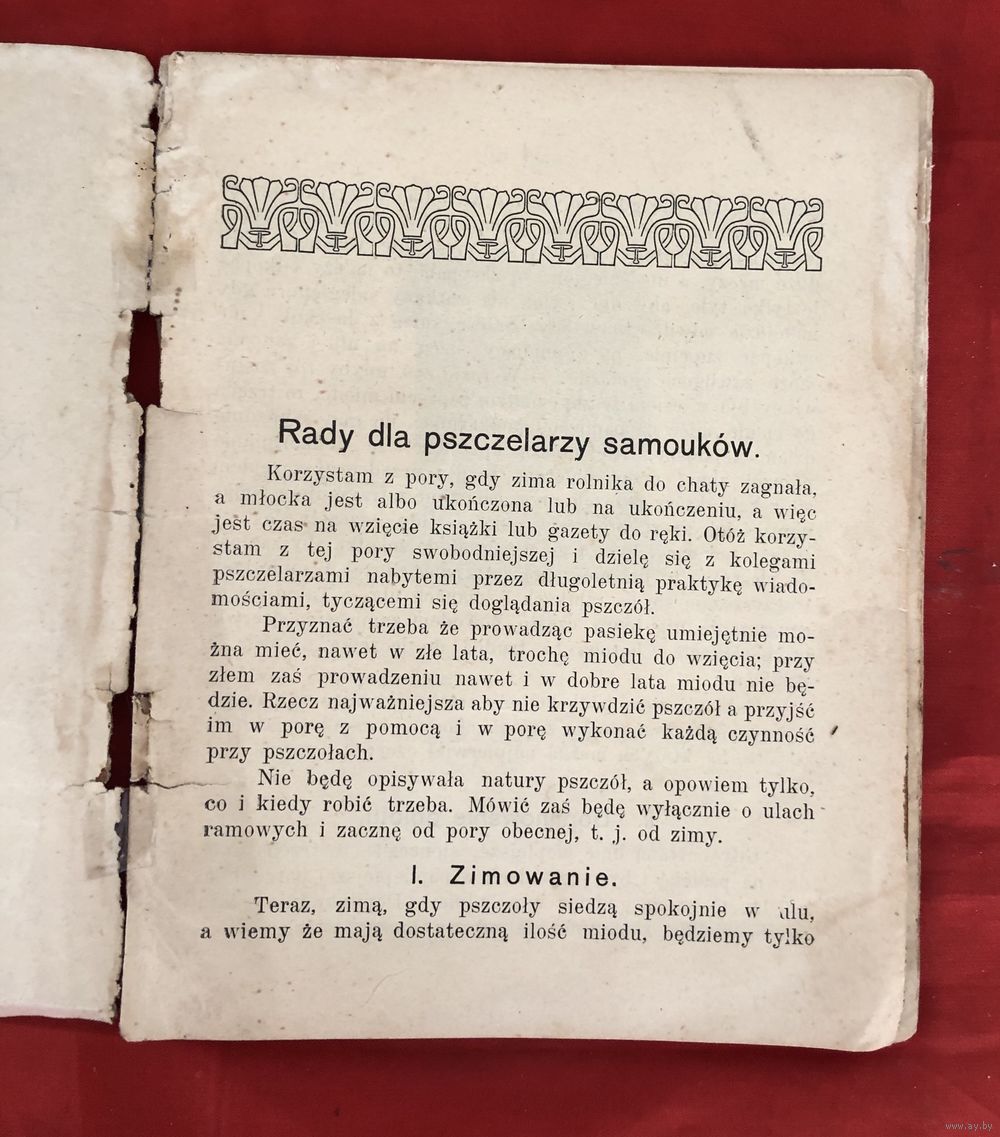 Rady dla pszczelarzy samouków.
Korzystam z pory, gdy zima rolnika do chaty zagnała,
a młocka jest albo ukończona lub na ukończeniu, a więc
jest czas na wzięcie książki lub gazety do ręki. Otóż korzy-
stam z tej pory swobodniejszej i dzielę się z kolegami
pszczelarzami nabytemi przez długoletnią praktykę wiado-
mościami, tyczącemi się doglądania pszczół.
Przyznać trzeba że prowadząc pasiekę umiejętnie mo-
żna mieć, nawet w złe lata, trochę miodu do wzięcia; przy
złem zaś prowadzeniu nawet i w dobre lata miodu nie bę-
dzie. Rzecz najważniejsza aby nie krzywdzić pszczół a przyjść
im w porę z pomocą i w porę wykonać każdą czynność
przy pszczołach.
Nie będę opisywała natury pszczół, a opowiem tylko,
co i kiedy robić trzeba. Mówić zaś będę wyłącznie o ulach
ramowych i zacznę od pory obecnej, t. j. od zimy.
I. Zimowanie.
Teraz, zimą, gdy pszczoły siedzą spokojnie w ulu,
a wiemy że mają dostateczną ilość miodu, będziemy tylko
www.ay.by